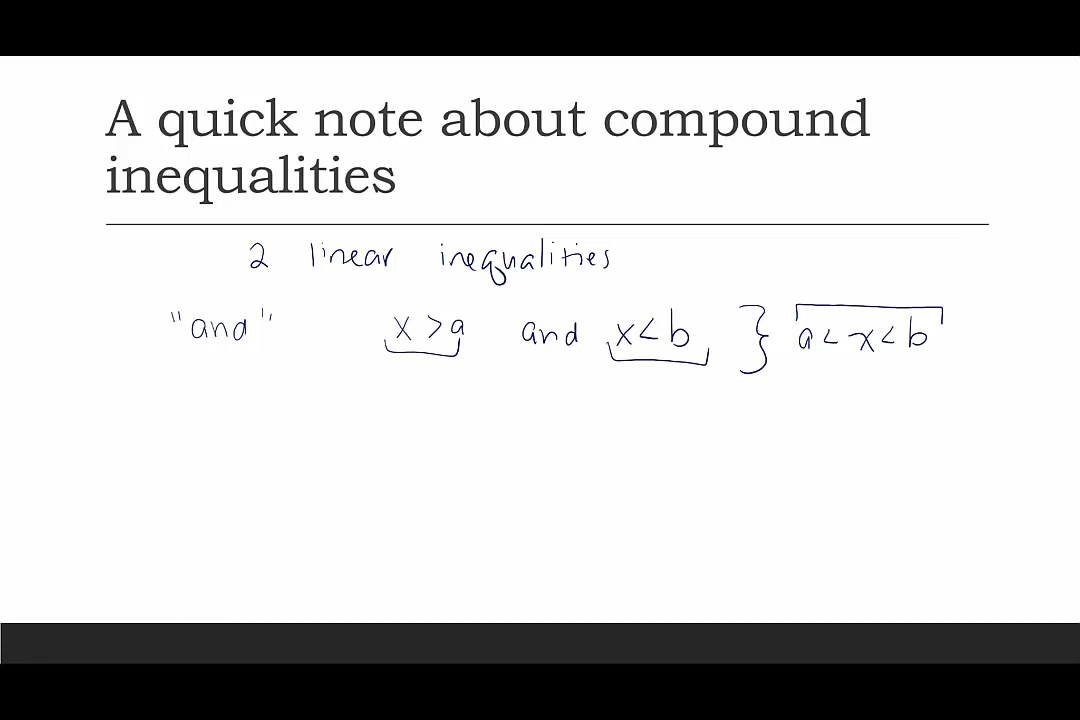 A quick note about compound
inequalities
2 linear inequalities
"and" x > a and x < b } a < x < b